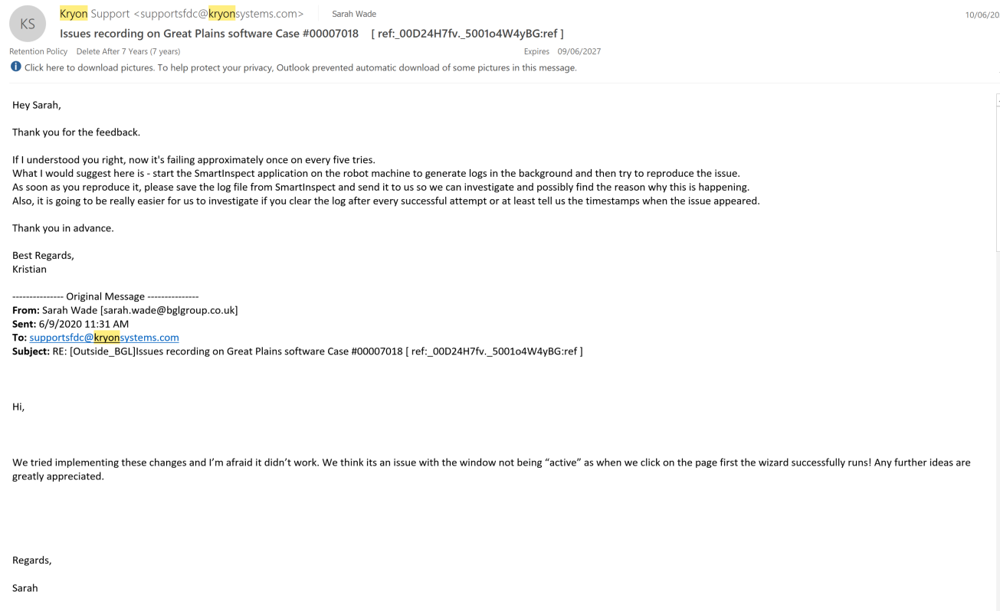 KS
Kryon Support <supportsfdc@kryonsystems.com> Sarah Wade 10/06/20
Issues recording on Great Plains software Case #00007018 [ ref:_00D24H7fv._5001o4W4yBG:ref ]
Retention Policy Delete After 7 Years (7 years) Expires 09/06/2027
Click here to download pictures. To help protect your privacy, Outlook prevented automatic download of some pictures in this message.
Hey Sarah,
Thank you for the feedback.
If I understood you right, now it's failing approximately once on every five tries.
What I would suggest here is - start the SmartInspect application on the robot machine to generate logs in the background and then try to reproduce the issue.
As soon as you reproduce it, please save the log file from SmartInspect and send it to us so we can investigate and possibly find the reason why this is happening.
Also, it is going to be really easier for us to investigate if you clear the log after every successful attempt or at least tell us the timestamps when the issue appeared.
Thank you in advance.
Best Regards,
Kristian
--------------- Original Message ---------------
From: Sarah Wade [sarah.wade@bglgroup.co.uk]
Sent: 6/9/2020 11:31 AM
To: supportsfdc@kryonsystems.com
Subject: RE: [Outside_BGL]Issues recording on Great Plains software Case #00007018 [ ref:_00D24H7fv._5001o4W4yBG:ref ]
Hi,
We tried implementing these changes and I’m afraid it didn’t work. We think its an issue with the window not being “active” as when we click on the page first the wizard successfully runs! Any further ideas are
greatly appreciated.
Regards,
Sarah